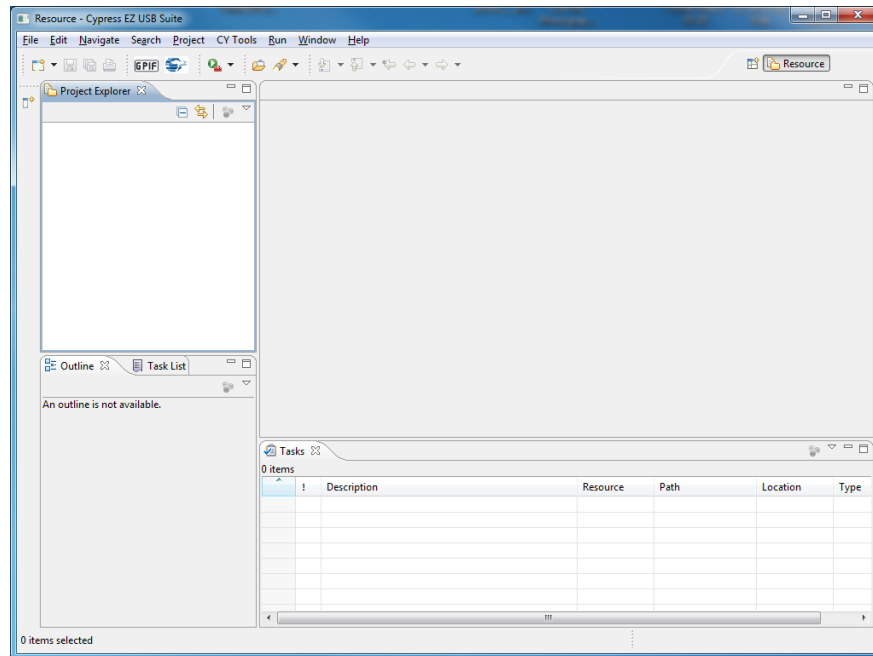 Resource - Cypress EZ USB Suite
File Edit Navigate Search Project CY Tools Run Window Help
GPIF
Resource
Project Explorer
Outline Task List
An outline is not available.
Tasks
0 items
! Description Resource Path Location Type
0 items selected